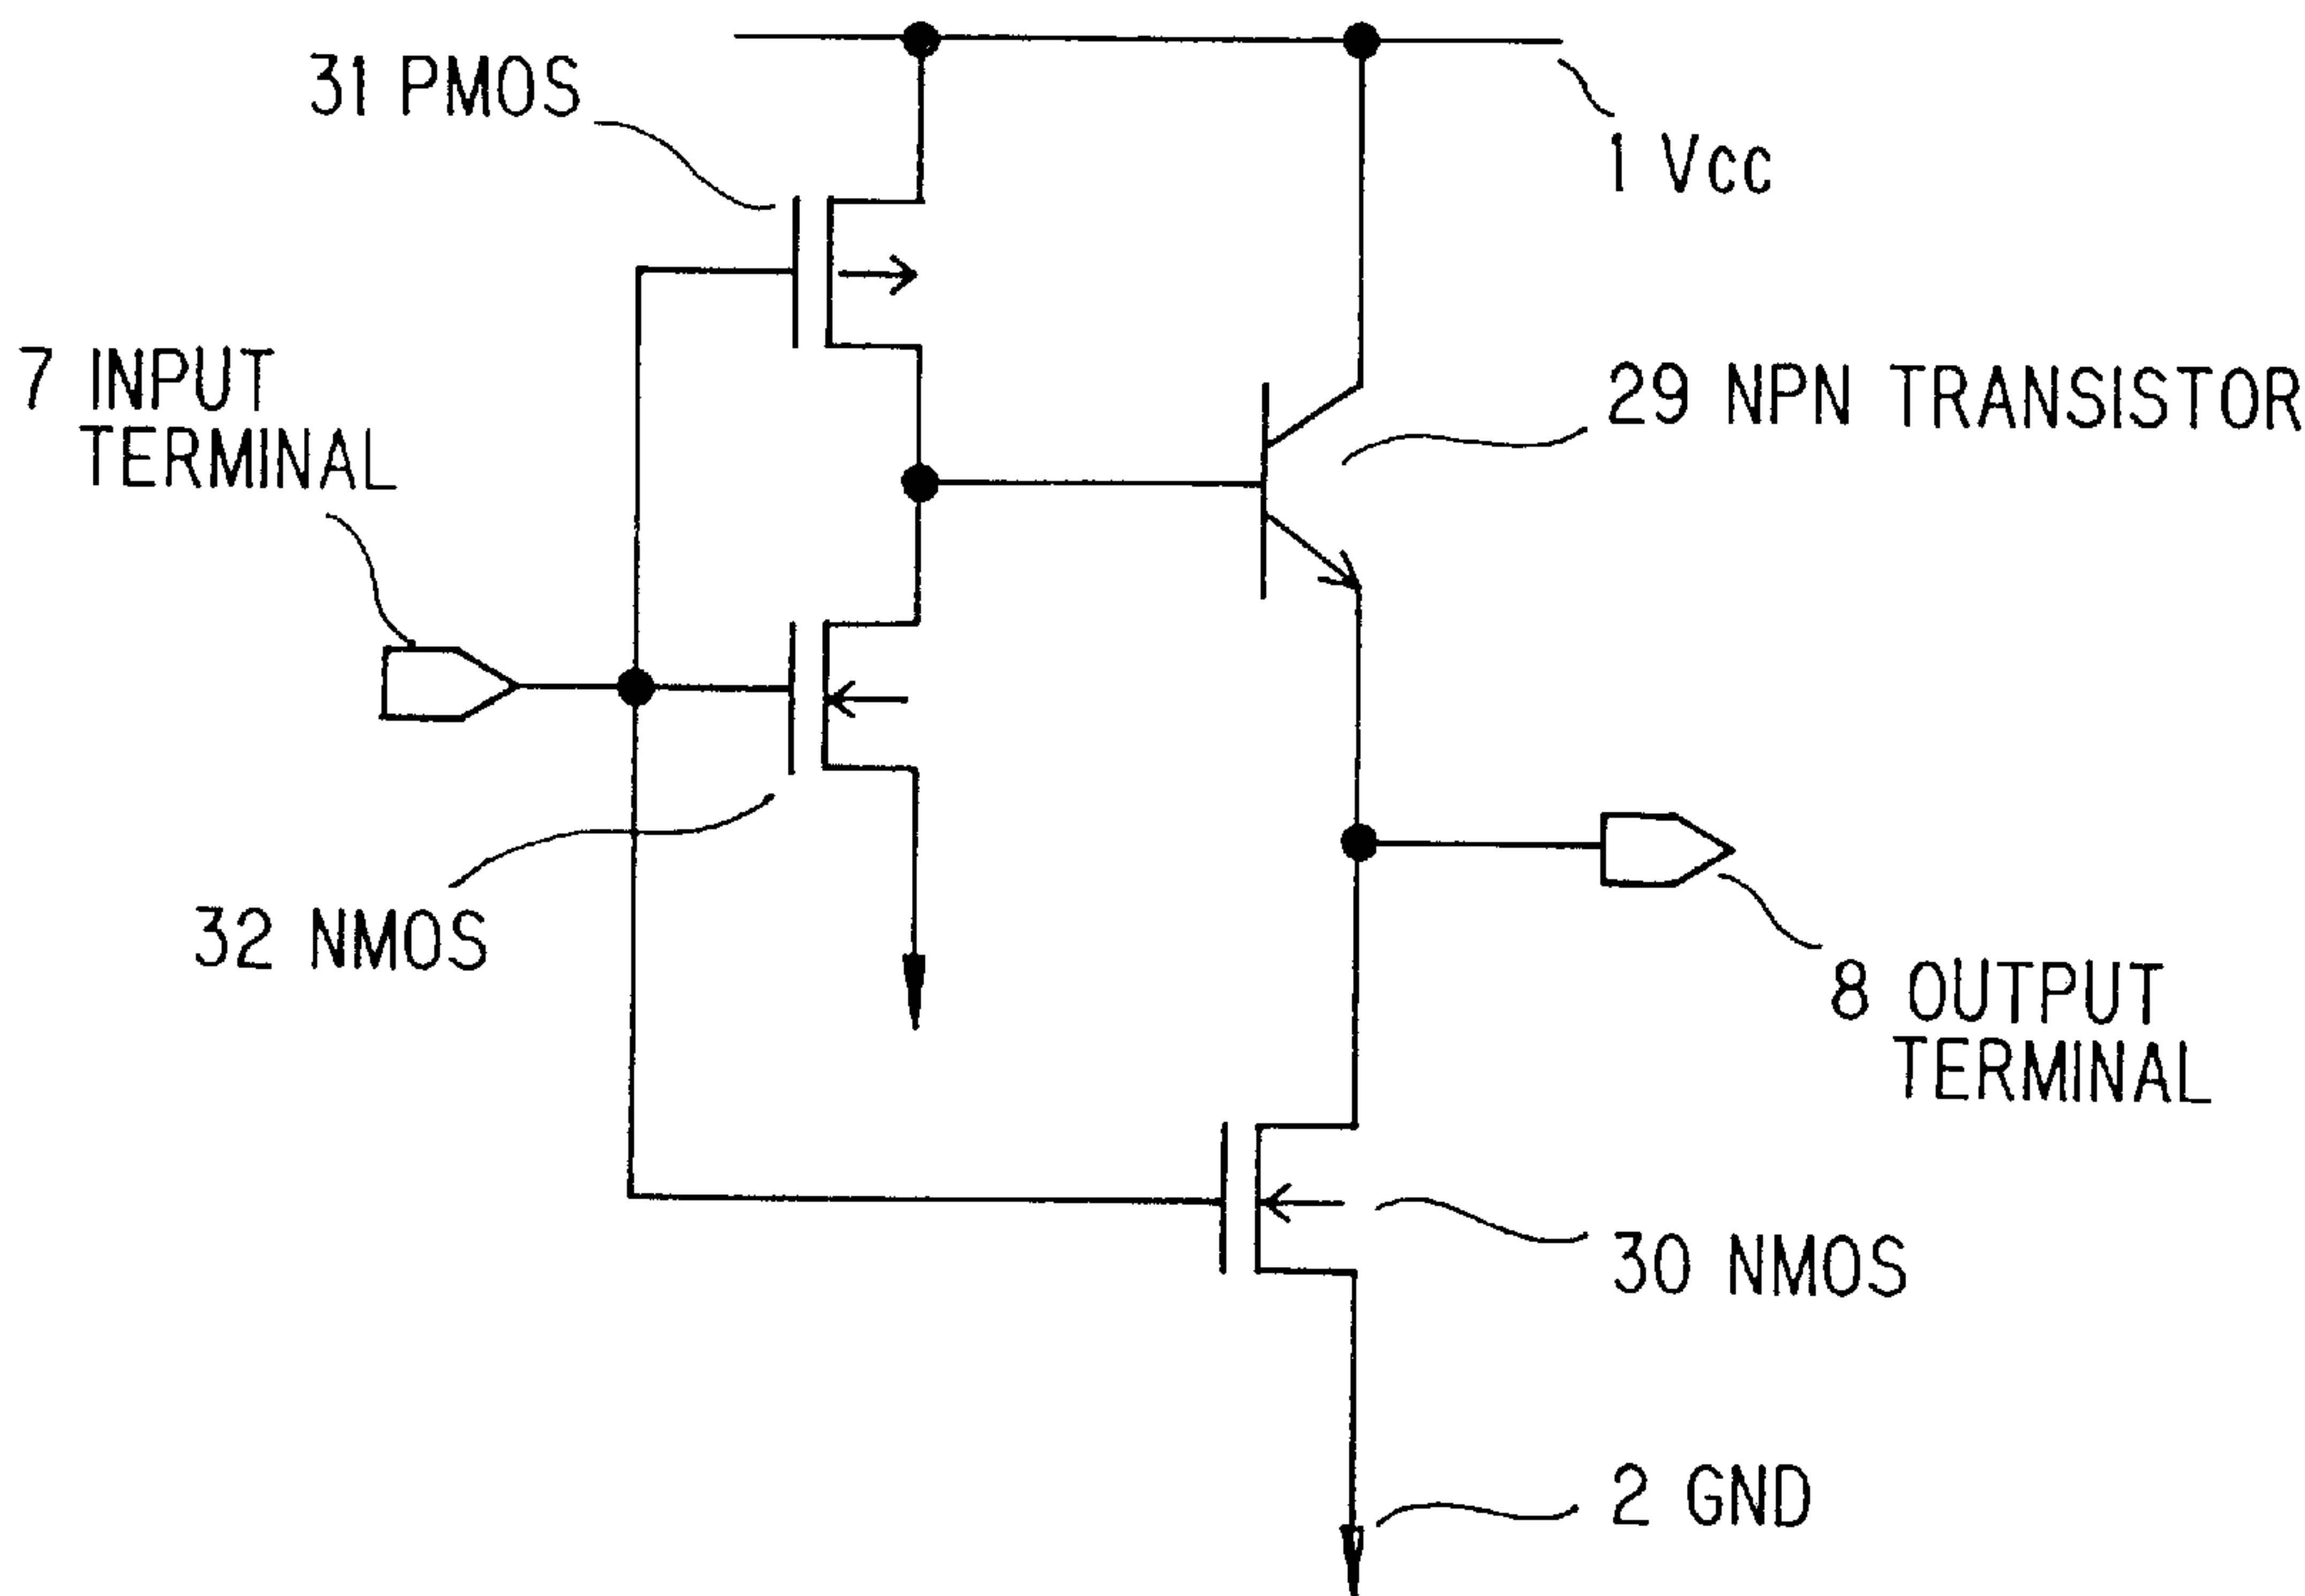 31 PMOS
1 Vcc
7 INPUT
TERMINAL
29 NPN TRANSISTOR
32 NMOS
8 OUTPUT
TERMINAL
30 NMOS
2 GND